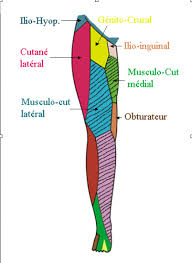 Ilio-Hyop.
Génito-Crural
Ilio-inguinal
Cutané
latéral
Musculo-Cut
médial
Musculo-cut
latéral
Obturateur